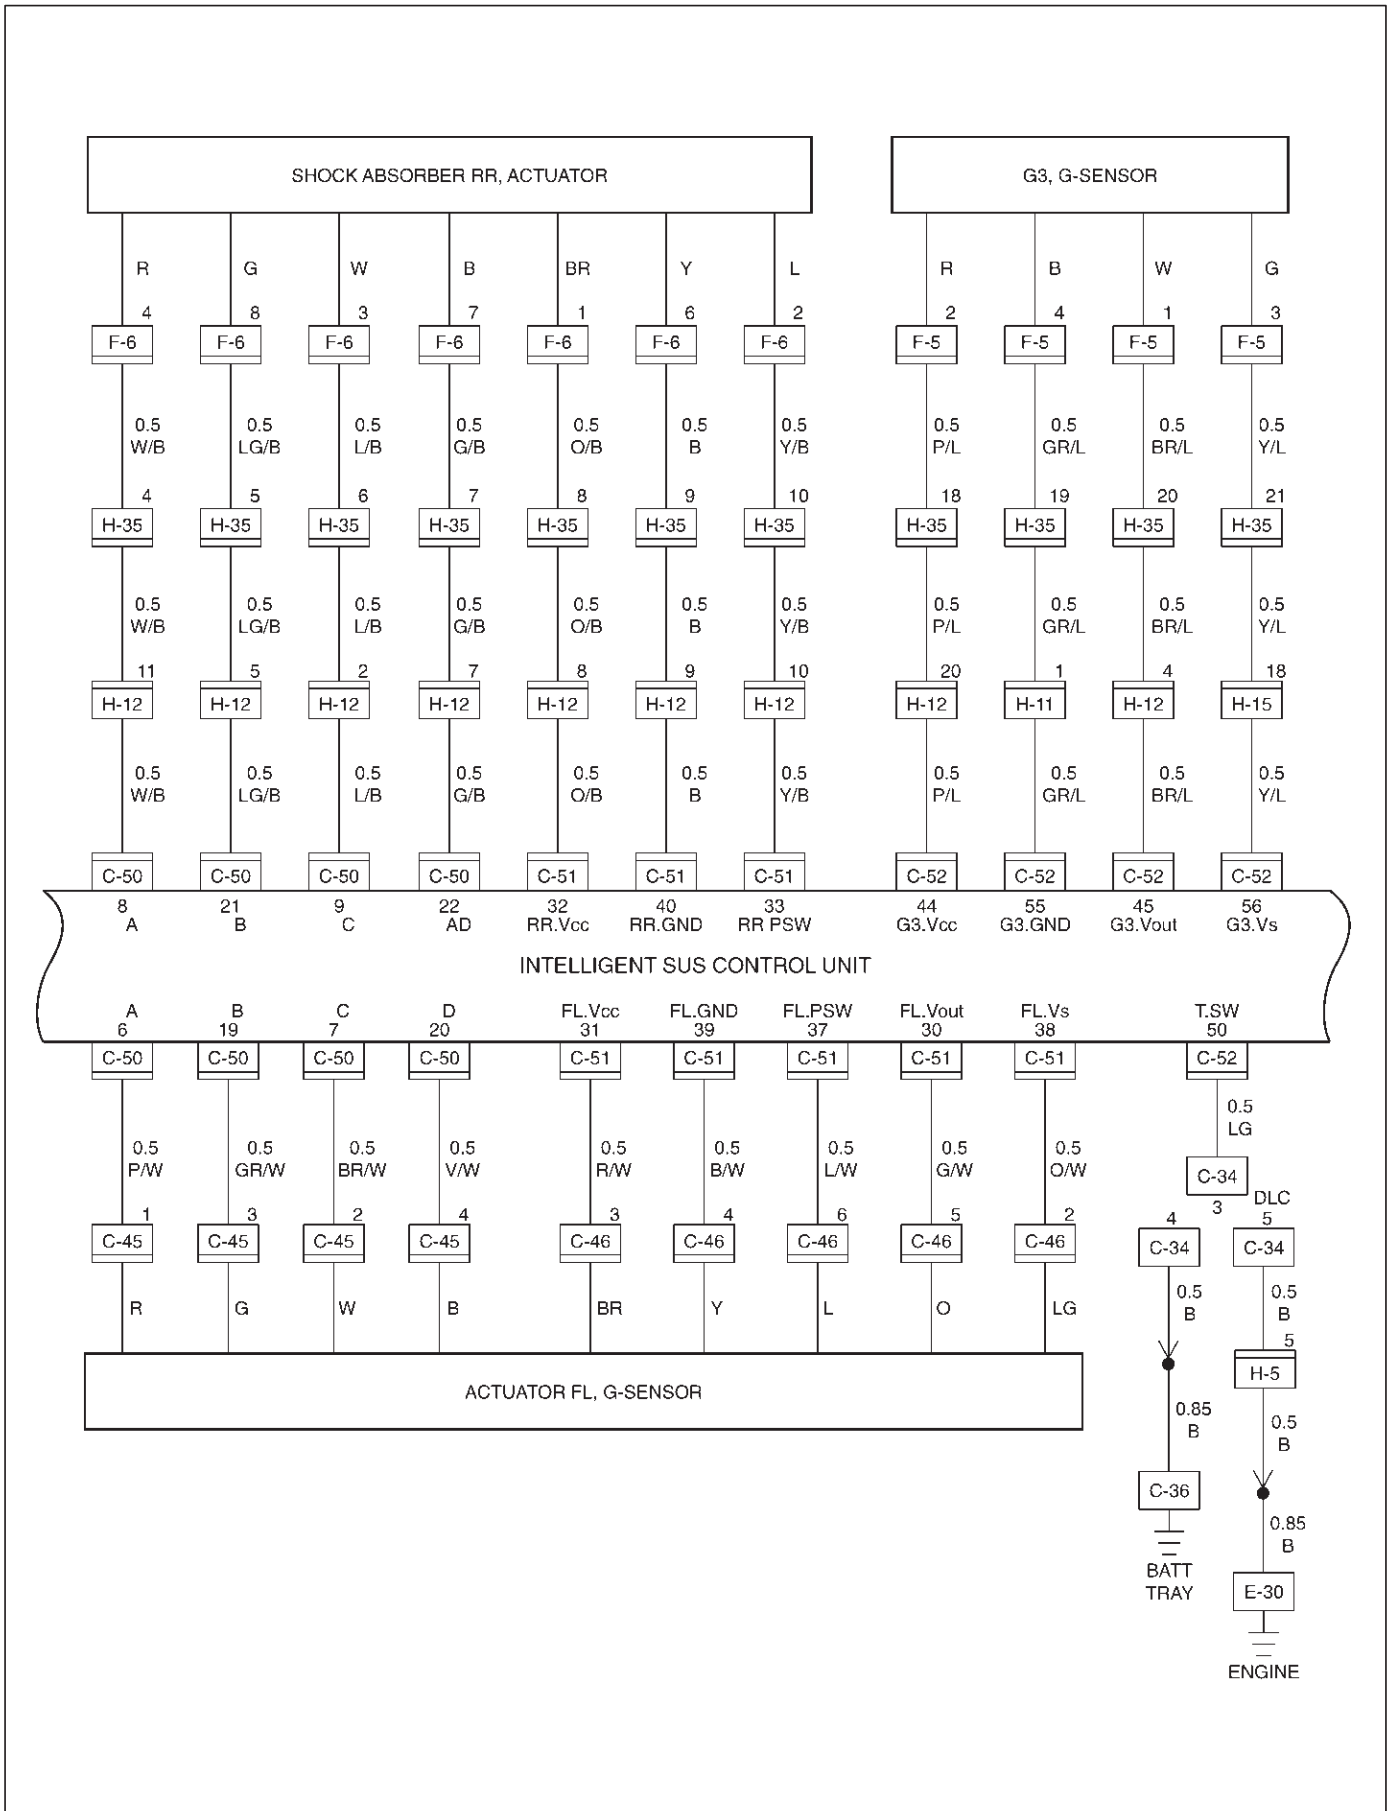 SHOCK ABSORBER RR, ACTUATOR G3, G-SENSOR
R G W B BR Y L R B W G
4 8 3 7 1 6 2 2 4 1 3
F-6 F-6 F-6 F-6 F-6 F-6 F-6 F-5 F-5 F-5 F-5
0.5 0.5 0.5 0.5 0.5 0.5 0.5 0.5 0.5 0.5 0.5
W/B LG/B L/B G/B O/B B Y/B P/L GR/L BR/L Y/L
4 5 6 7 8 9 10 18 19 20 21
H-35 H-35 H-35 H-35 H-35 H-35 H-35 H-35 H-35 H-35 H-35
0.5 0.5 0.5 0.5 0.5 0.5 0.5 0.5 0.5 0.5 0.5
W/B LG/B L/B G/B O/B B Y/B P/L GR/L BR/L Y/L
11 5 2 7 8 9 10 20 1 4 18
H-12 H-12 H-12 H-12 H-12 H-12 H-12 H-12 H-11 H-12 H-15
0.5 0.5 0.5 0.5 0.5 0.5 0.5 0.5 0.5 0.5 0.5
W/B LG/B L/B G/B O/B B Y/B P/L GR/L BR/L Y/L
C-50 C-50 C-50 C-50 C-51 C-51 C-51 C-52 C-52 C-52 C-52
8 21 9 22 32 40 33 44 55 45 56
A B C AD RR.Vcc RR.GND RR PSW G3.Vcc G3.GND G3.Vout G3.Vs
INTELLIGENT SUS CONTROL UNIT
A B C D FL.Vcc FL.GND FL.PSW FL.Vout FL.Vs T.SW
6 19 7 20 31 39 37 30 38 50
C-50 C-50 C-50 C-50 C-51 C-51 C-51 C-51 C-51 C-52
0.5
LG
0.5 0.5 0.5 0.5 0.5 0.5 0.5 0.5 0.5
P/W GR/W BR/W V/W R/W B/W L/W G/W O/W
C-34
3 DLC
1 3 2 4 3 4 6 5 2 4 5
C-45 C-45 C-45 C-45 C-46 C-46 C-46 C-46 C-46 C-34 C-34
0.5 0.5
B B
R G W B BR Y L O LG
5
H-5
ACTUATOR FL, G-SENSOR
0.85
B
0.5
B
C-36
0.85
B
BATT
TRAY
E-30
ENGINE